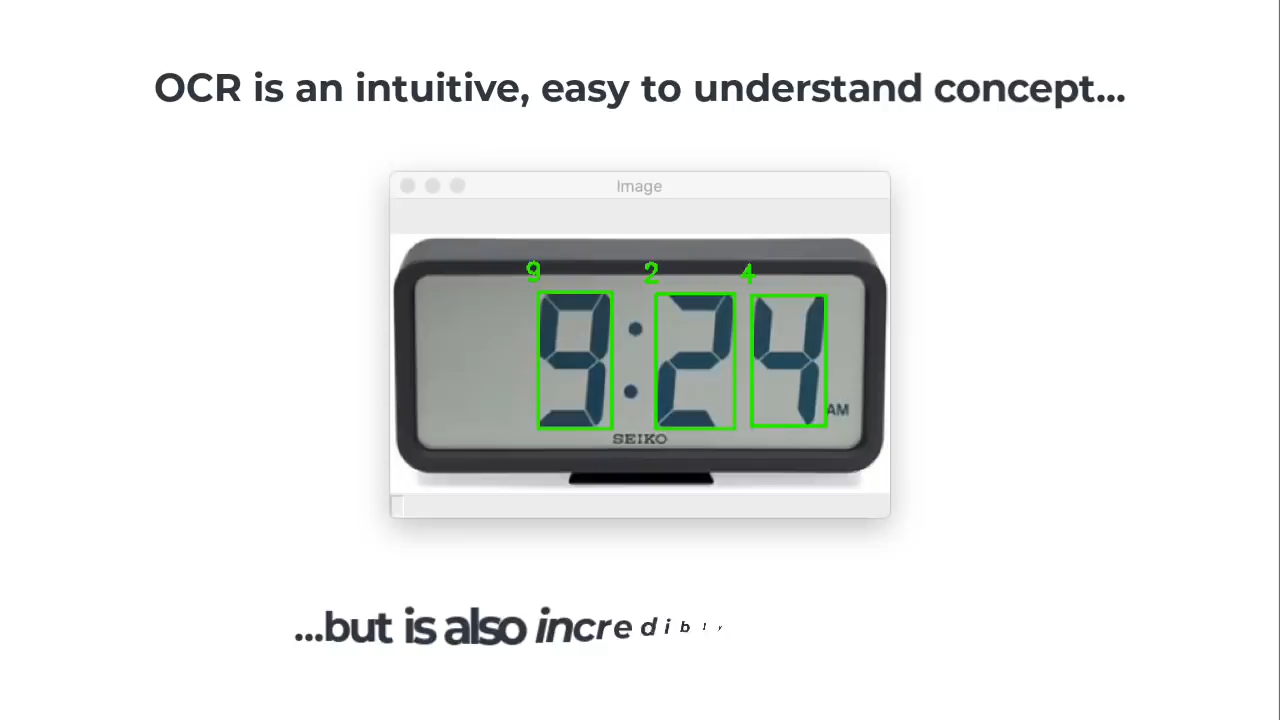 OCR is an intuitive, easy to understand concept...
Image
9 2 4
9:24
AM
SEIKO
...but is also incredibly